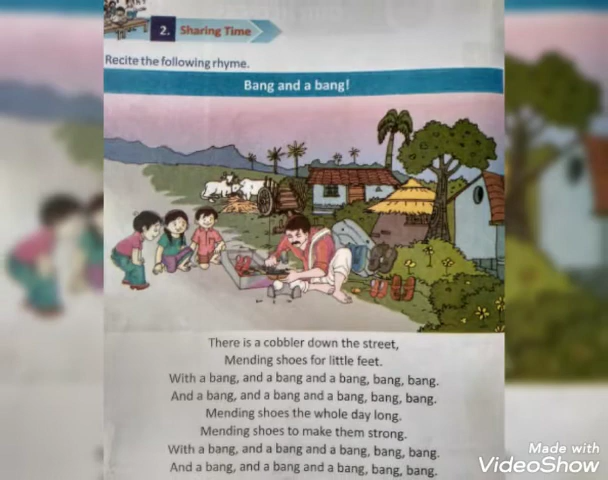 2. Sharing Time
Recite the following rhyme.
Bang and a bang!
There is a cobbler down the street,
Mending shoes for little feet.
With a bang, and a bang and a bang, bang, bang.
And a bang, and a bang and a bang, bang, bang.
Mending shoes the whole day long.
Mending shoes to make them strong.
With a bang, and a bang and a bang, bang, bang.
And a bang, and a bang and a bang, bang, bang.
Made with
VideoShow